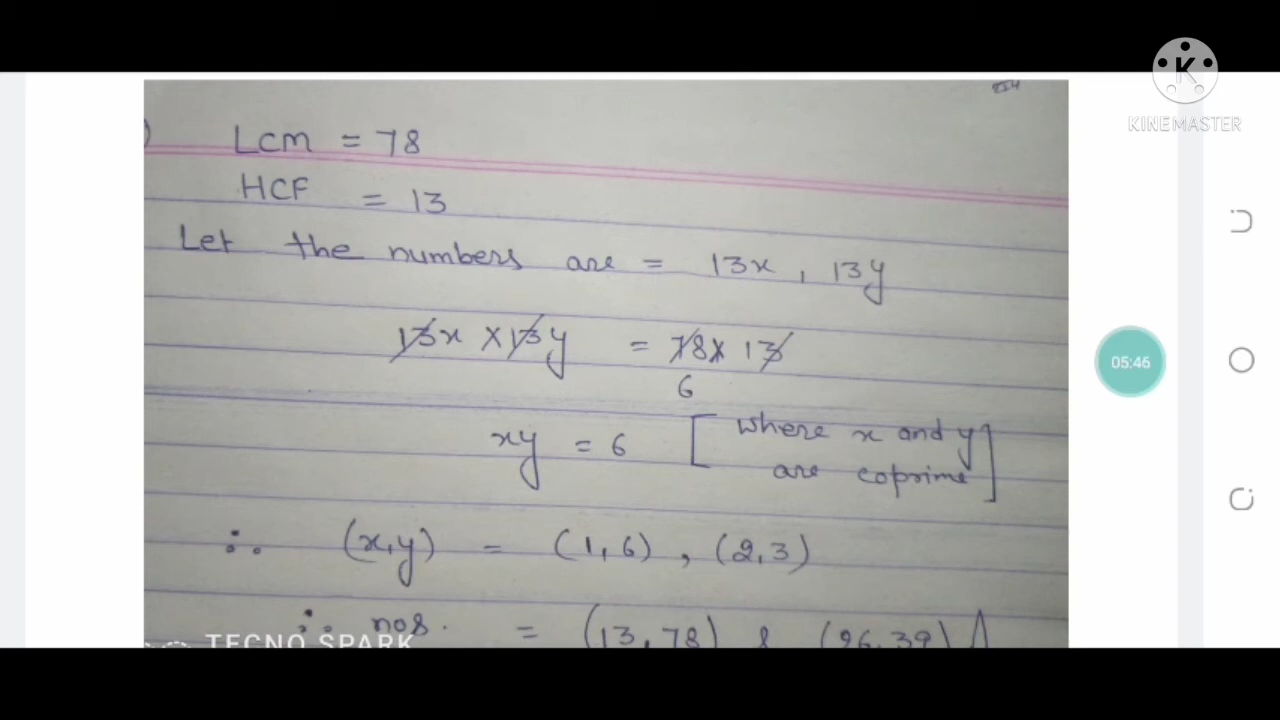 KINEMASTER
LCM = 78
HCF = 13
Let the numbers are = 13x , 13y
13x X 13y = 78 X 13
6
xy = 6 [ where x and y
are coprime ]
∴ (x,y) = (1,6) , (2,3)
∴ nos. = (13,78) & (26,39)
TECNO SPARK
05:46